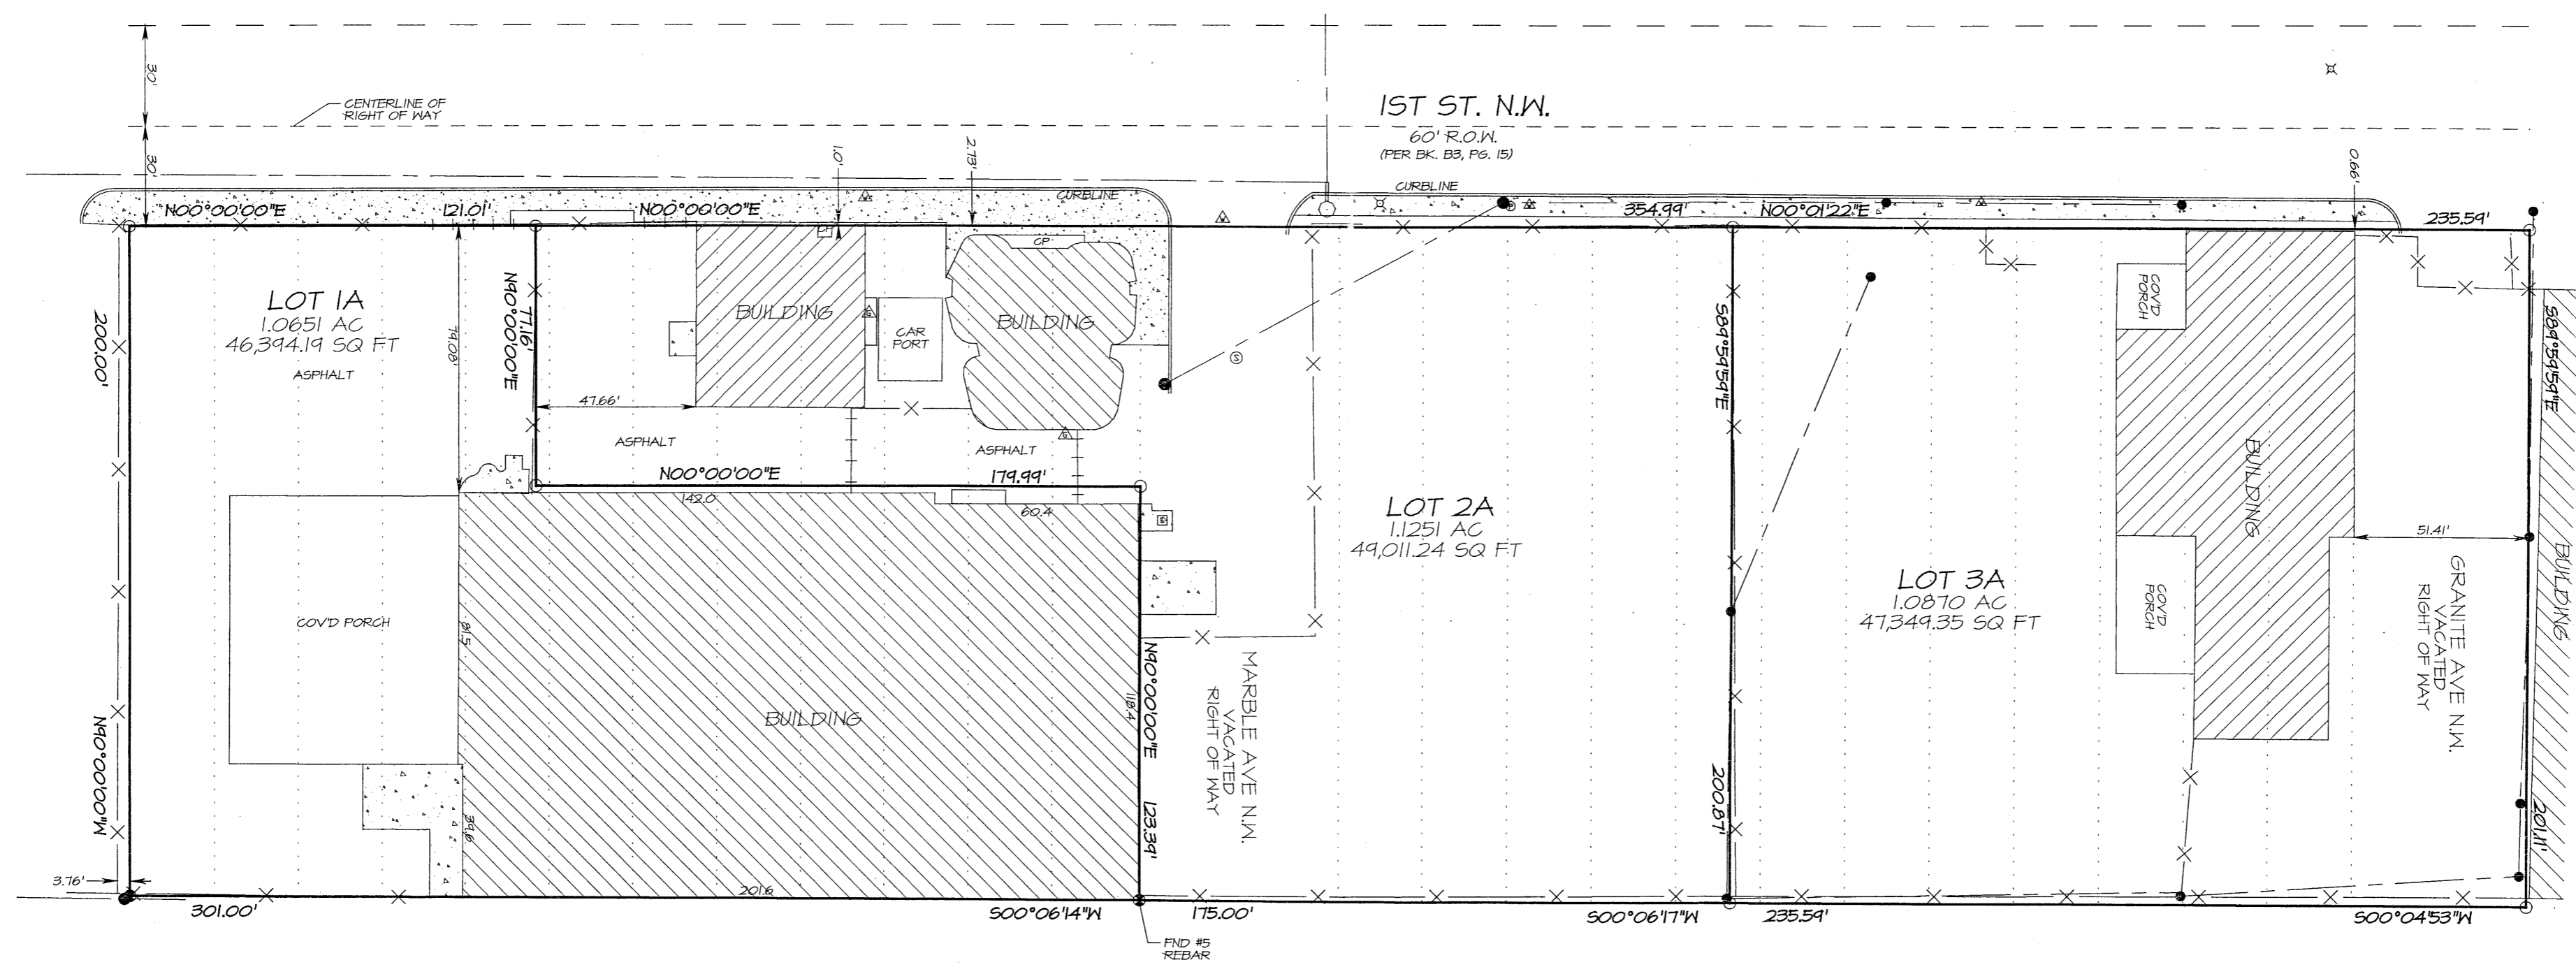 30'
CENTERLINE OF
RIGHT OF WAY
1ST ST. N.W.
60' R.O.W.
(PER BK. B3, PG. 15)
30'
1.0'
2.73'
0.66'
CURBLINE
CURBLINE
N00°00'00"E
121.01'
N00°00'00"E
354.99'
N00°01'22"E
235.59'
LOT 1A
1.0651 AC
46,394.19 SQ FT
ASPHALT
200.00'
N90°00'00"W
79.08'
77.16'
N90°00'00"E
47.66'
BUILDING
CAR
PORT
CP
BUILDING
S
ASPHALT
ASPHALT
N00°00'00"E
179.99'
142.0
60.4
COV'D PORCH
81.5
39.6
BUILDING
118.4
N90°00'00"E
123.39'
MARBLE AVE N.W.
VACATED
RIGHT OF WAY
LOT 2A
1.1251 AC
49,011.24 SQ FT
S89°59'59"E
200.87'
LOT 3A
1.0870 AC
47,349.35 SQ FT
COV'D
PORCH
COV'D
PORCH
BUILDING
51.41'
GRANITE AVE N.W.
VACATED
RIGHT OF WAY
S89°59'59"E
201.11'
BUILDING
3.76'
301.00'
201.6
S00°06'14"W
175.00'
S00°06'17"W
235.59'
S00°04'53"W
FND #5
REBAR